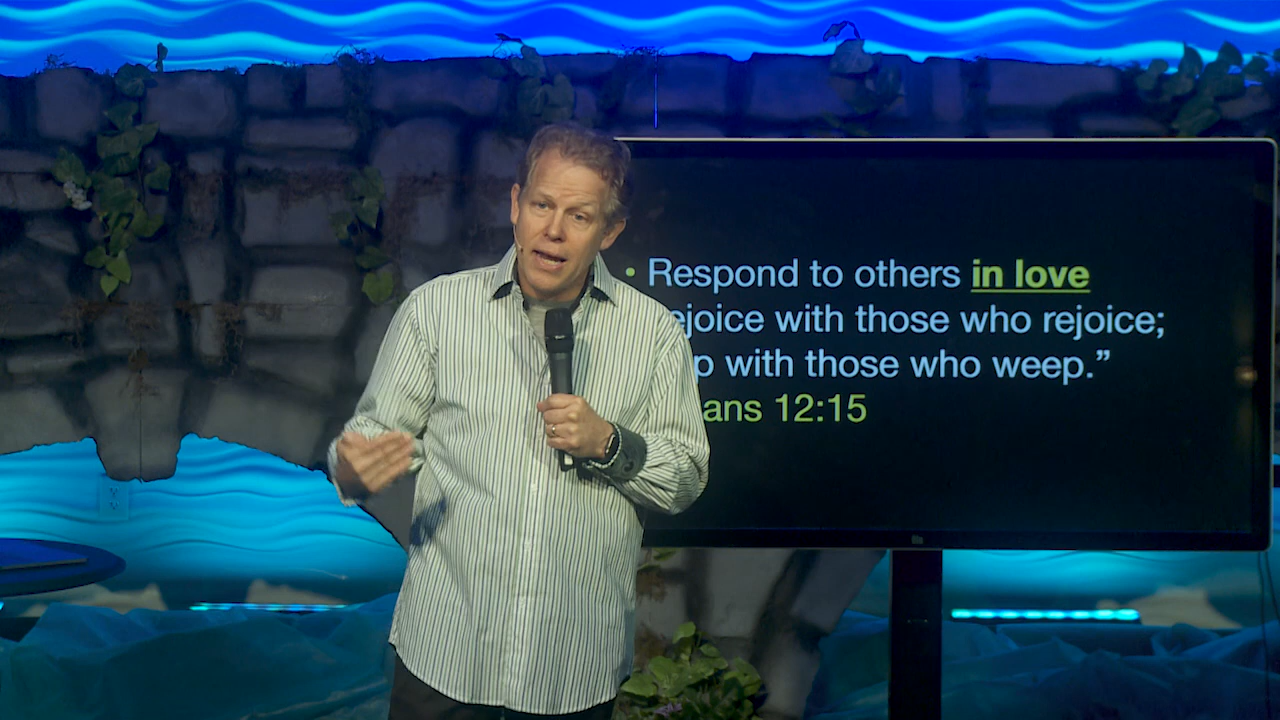 • Respond to others in love
ejoice with those who rejoice;
p with those who weep.”
ans 12:15